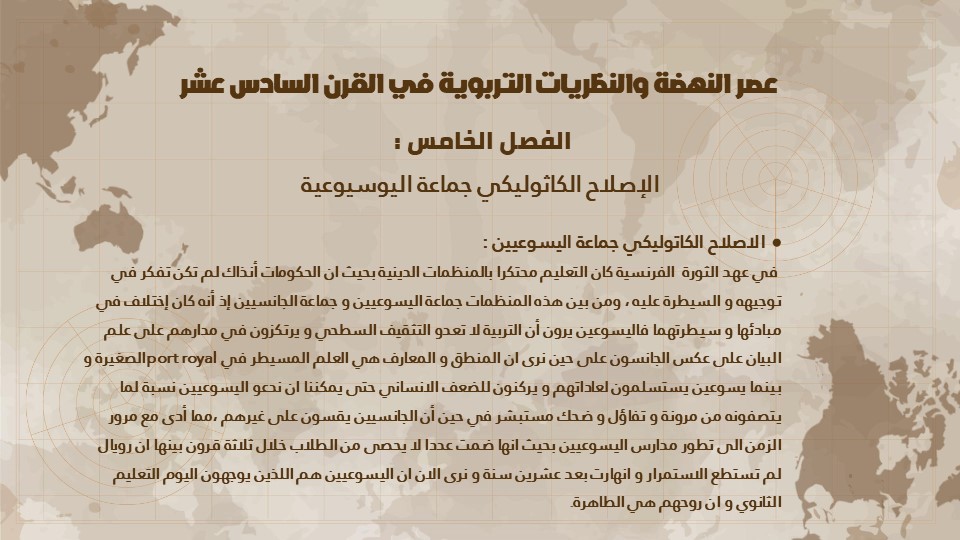 عصر النهضة والنظريات التربوية في القرن السادس عشر
الفصل الخامس :
الإصلاح الكاثوليكي جماعة اليوسيوعية
● الاصلاح الكاتوليكي جماعة اليسوعيين :
في عهد الثورة الفرنسية كان التعليم محتكرا بالمنظمات الدينية بحيث ان الحكومات أنذاك لم تكن تفكر في
توجيهه و السيطرة عليه ، ومن بين هذه المنظمات جماعة اليسوعيين و جماعة الجانسيين إذ أنه كان إختلاف في
مبادئها و سيطرتهما فاليسوعين يرون أن التربية لا تعدو التثقيف السطحي و يرتكزون في مدارهم على علم
البيان على عكس الجانسون على حين نرى ان المنطق و المعارف هي العلم المسيطر في port royal الصغيرة و
بينما يسوعين يستسلمون لعاداتهم و يركنون للضعف الانساني حتى يمكننا ان ندعو اليسوعيين نسبة لما
يتصفونه من مرونة و تفاؤل و ضحك مستبشر في حين أن الجانسيين يقسون على غيرهم ،مما أدى مع مرور
الزمن الى تطور مدارس اليسوعيين بحيث انها ضمت عددا لا يحصى من الطلاب خلال ثلاثة قرون بينها ان رويال
لم تستطع الاستمرار و انهارت بعد عشرين سنة و نرى الان ان اليسوعيين هم اللذين يوجهون اليوم التعليم
الثانوي و ان روحهم هي الطاهرة.